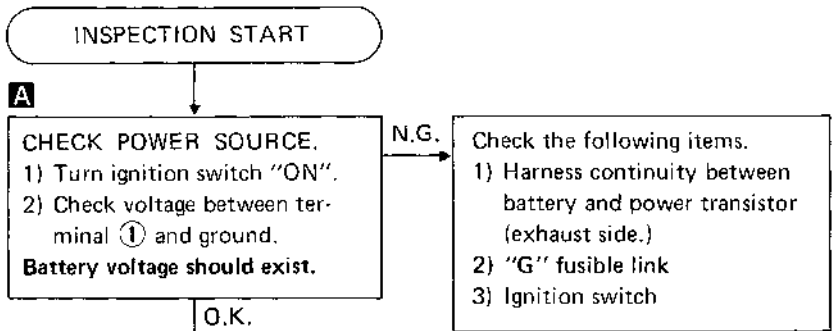 INSPECTION START
A
CHECK POWER SOURCE.
1) Turn ignition switch "ON".
2) Check voltage between ter-
minal ① and ground.
Battery voltage should exist.
N.G.
Check the following items.
1) Harness continuity between
battery and power transistor
(exhaust side.)
2) "G" fusible link
3) Ignition switch
O.K.